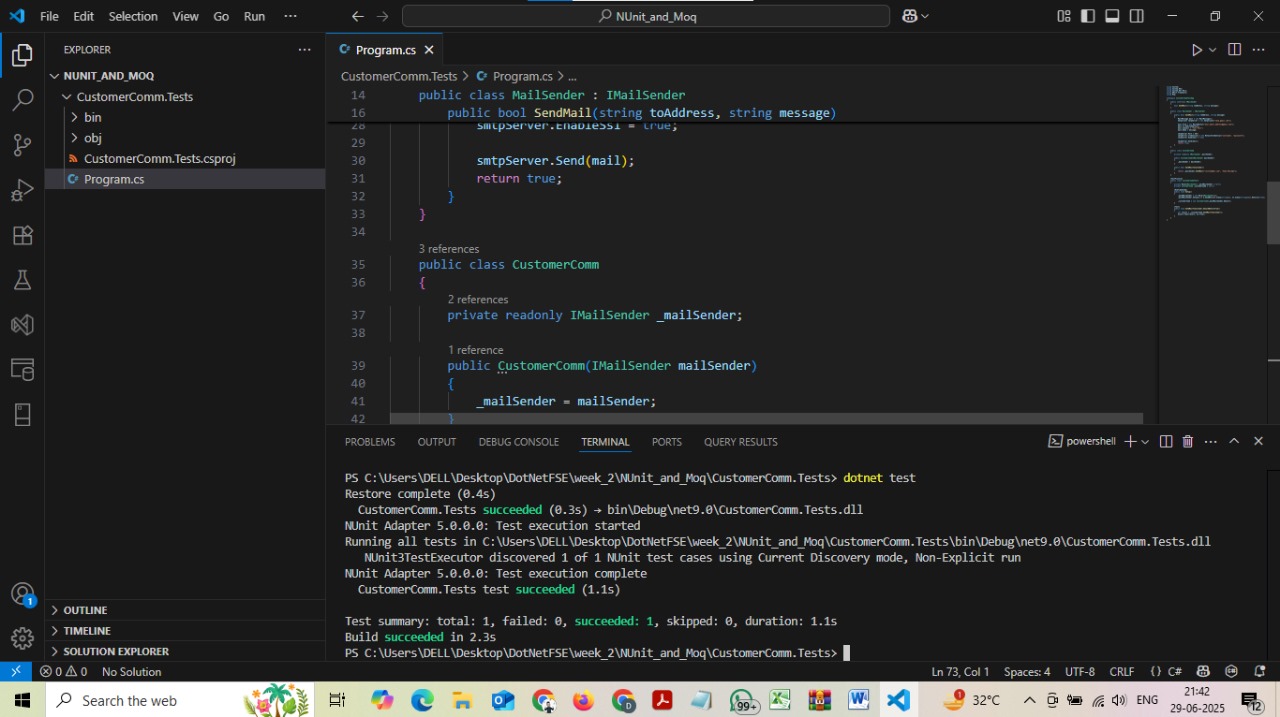 File Edit Selection View Go Run ··· NUnit_and_Moq
EXPLORER ···
NUNIT_AND_MOQ
CustomerComm.Tests
bin
obj
CustomerComm.Tests.csproj
Program.cs
OUTLINE
TIMELINE
SOLUTION EXPLORER
Program.cs
CustomerComm.Tests > Program.cs > ...
14 public class MailSender : IMailSender
16 public bool SendMail(string toAddress, string message)
28 smtpServer.EnableSsl = true;
29
30 smtpServer.Send(mail);
31 return true;
32 }
33 }
34
3 references
35 public class CustomerComm
36 {
2 references
37 private readonly IMailSender _mailSender;
38
1 reference
39 public CustomerComm(IMailSender mailSender)
40 {
41 _mailSender = mailSender;
42 }
PROBLEMS OUTPUT DEBUG CONSOLE TERMINAL PORTS QUERY RESULTS powershell
PS C:\Users\DELL\Desktop\DotNetFSE\week_2\NUnit_and_Moq\CustomerComm.Tests> dotnet test
Restore complete (0.4s)
CustomerComm.Tests succeeded (0.3s) → bin\Debug\net9.0\CustomerComm.Tests.dll
NUnit Adapter 5.0.0.0: Test execution started
Running all tests in C:\Users\DELL\Desktop\DotNetFSE\week_2\NUnit_and_Moq\CustomerComm.Tests\bin\Debug\net9.0\CustomerComm.Tests.dll
NUnit3TestExecutor discovered 1 of 1 NUnit test cases using Current Discovery mode, Non-Explicit run
NUnit Adapter 5.0.0.0: Test execution complete
CustomerComm.Tests test succeeded (1.1s)
Test summary: total: 1, failed: 0, succeeded: 1, skipped: 0, duration: 1.1s
Build succeeded in 2.3s
PS C:\Users\DELL\Desktop\DotNetFSE\week_2\NUnit_and_Moq\CustomerComm.Tests>
0 0 No Solution Ln 73, Col 1 Spaces: 4 UTF-8 CRLF {} C#
Search the web 99+ 32°C ENG 21:42
29-06-2025 12